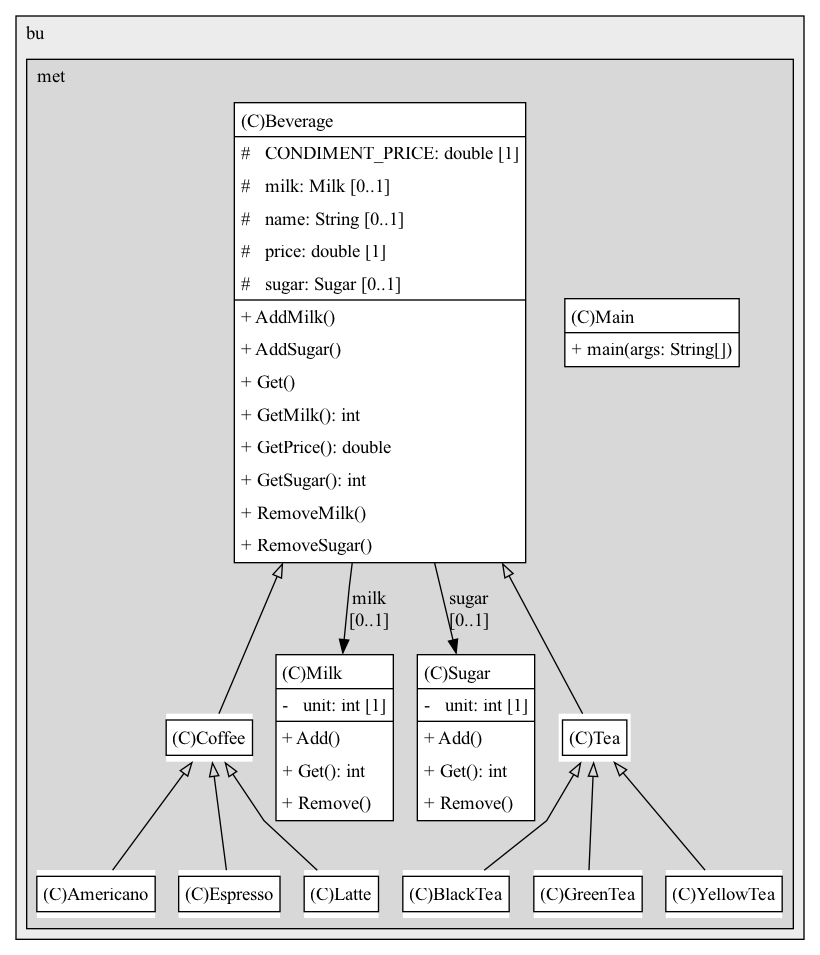 bu
met
(C)Beverage
# CONDIMENT_PRICE: double [1]
# milk: Milk [0..1]
# name: String [0..1]
# price: double [1]
# sugar: Sugar [0..1]
+ AddMilk()
+ AddSugar()
+ Get()
+ GetMilk(): int
+ GetPrice(): double
+ GetSugar(): int
+ RemoveMilk()
+ RemoveSugar()
(C)Main
+ main(args: String[])
milk
[0..1]
sugar
[0..1]
(C)Coffee
(C)Milk
- unit: int [1]
+ Add()
+ Get(): int
+ Remove()
(C)Sugar
- unit: int [1]
+ Add()
+ Get(): int
+ Remove()
(C)Tea
(C)Americano
(C)Espresso
(C)Latte
(C)BlackTea
(C)GreenTea
(C)YellowTea